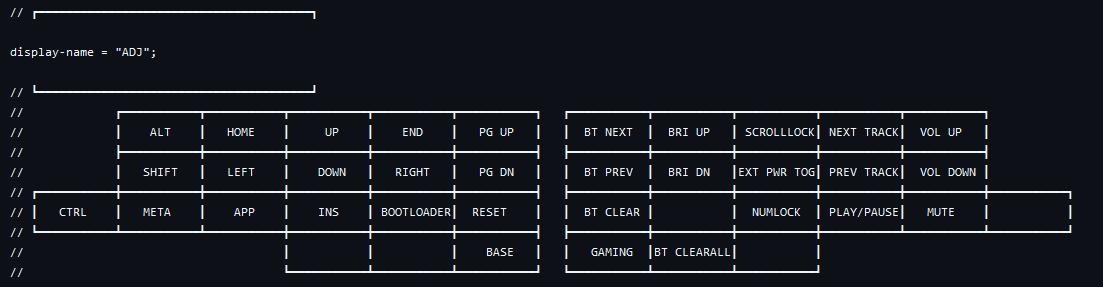 // ┏━━━━━━━━━━━━━━━━━━━━━━━━━━━━━━━━━━━━━━━┓
display-name = "ADJ";
// ┗━━━━━━━━━━━━━━━━━━━━━━━━━━━━━━━━━━━━━━━┛
// ┏━━━━━━━━━━━┳━━━━━━━━━━━┳━━━━━━━━━━━┳━━━━━━━━━━━┳━━━━━━━━━━━┓ ┏━━━━━━━━━━━┳━━━━━━━━━━━┳━━━━━━━━━━━┳━━━━━━━━━━━┳━━━━━━━━━━━┓
// ┃ ALT ┃ HOME ┃ UP ┃ END ┃ PG UP ┃ ┃ BT NEXT ┃ BRI UP ┃ SCROLLLOCK┃ NEXT TRACK┃ VOL UP ┃
// ┣━━━━━━━━━━━╋━━━━━━━━━━━╋━━━━━━━━━━━╋━━━━━━━━━━━╋━━━━━━━━━━━┫ ┣━━━━━━━━━━━╋━━━━━━━━━━━╋━━━━━━━━━━━╋━━━━━━━━━━━╋━━━━━━━━━━━┫
// ┃ SHIFT ┃ LEFT ┃ DOWN ┃ RIGHT ┃ PG DN ┃ ┃ BT PREV ┃ BRI DN ┃EXT PWR TOG┃ PREV TRACK┃ VOL DOWN ┃
// ┏━━━━━━━━━━━╋━━━━━━━━━━━╋━━━━━━━━━━━╋━━━━━━━━━━━╋━━━━━━━━━━━╋━━━━━━━━━━━┫ ┣━━━━━━━━━━━╋━━━━━━━━━━━╋━━━━━━━━━━━╋━━━━━━━━━━━╋━━━━━━━━━━━╋━━━━━━━━━━━┓
// ┃ CTRL ┃ META ┃ APP ┃ INS ┃ BOOTLOADER┃ RESET ┃ ┃ BT CLEAR ┃ ┃ NUMLOCK ┃ PLAY/PAUSE┃ MUTE ┃ ┃
// ┗━━━━━━━━━━━┻━━━━━━━━━━━┻━━━━━━━━━━━╋━━━━━━━━━━━╋━━━━━━━━━━━╋━━━━━━━━━━━┫ ┣━━━━━━━━━━━╋━━━━━━━━━━━╋━━━━━━━━━━━╋━━━━━━━━━━━┻━━━━━━━━━━━┻━━━━━━━━━━━┛
// ┃ ┃ ┃ BASE ┃ ┃ GAMING ┃BT CLEARALL┃ ┃
// ┗━━━━━━━━━━━┻━━━━━━━━━━━┻━━━━━━━━━━━┛ ┗━━━━━━━━━━━┻━━━━━━━━━━━┻━━━━━━━━━━━┛